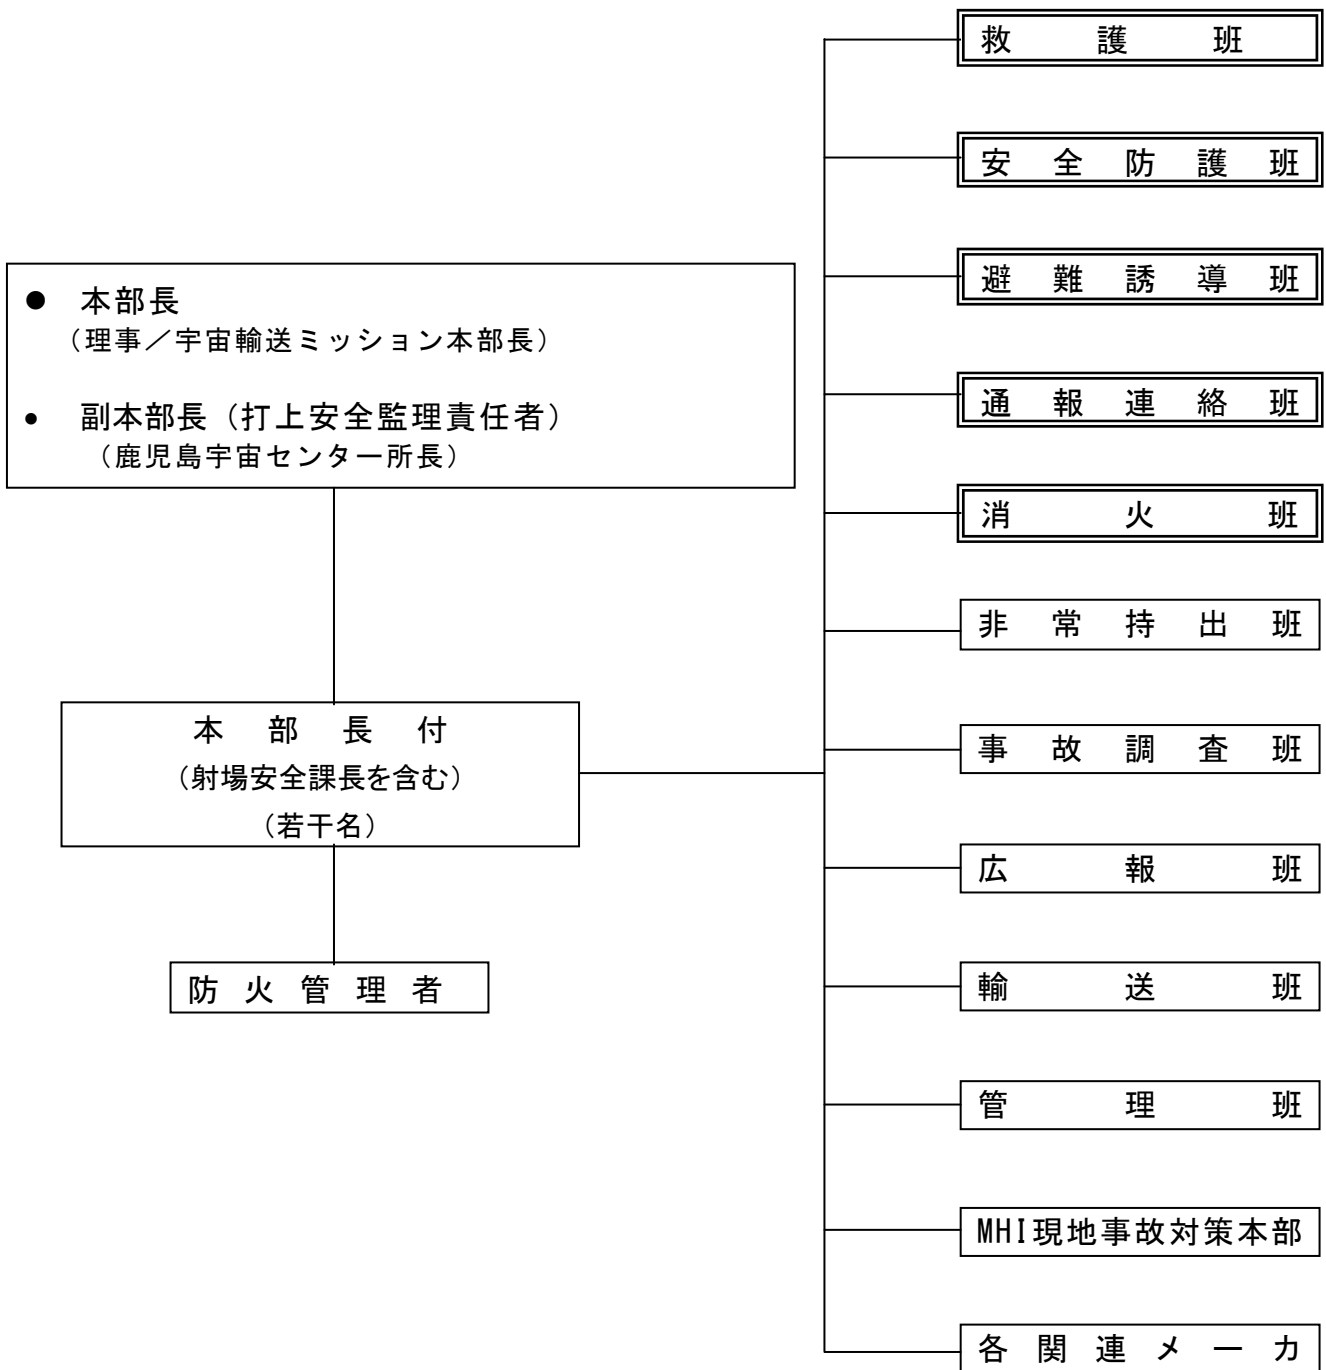 ● 本部長
（理事／宇宙輸送ミッション本部長）
● 副本部長（打上安全監理責任者）
（鹿児島宇宙センター所長）
本部長付
（射場安全課長を含む）
（若干名）
防火管理者
救護班
安全防護班
避難誘導班
通報連絡班
消火班
非常持出班
事故調査班
広報班
輸送班
管理班
MHI現地事故対策本部
各関連メーカ